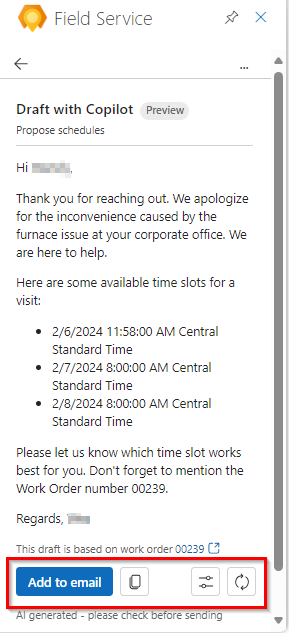 Field Service
...
Draft with Copilot Preview
Propose schedules
Hi ,
Thank you for reaching out. We apologize
for the inconvenience caused by the
furnace issue at your corporate office. We
are here to help.
Here are some available time slots for a
visit:
• 2/6/2024 11:58:00 AM Central
Standard Time
• 2/7/2024 8:00:00 AM Central
Standard Time
• 2/8/2024 8:00:00 AM Central
Standard Time
Please let us know which time slot works
best for you. Don't forget to mention the
Work Order number 00239.
Regards,
This draft is based on work order 00239
Add to email
AI generated - please check before sending